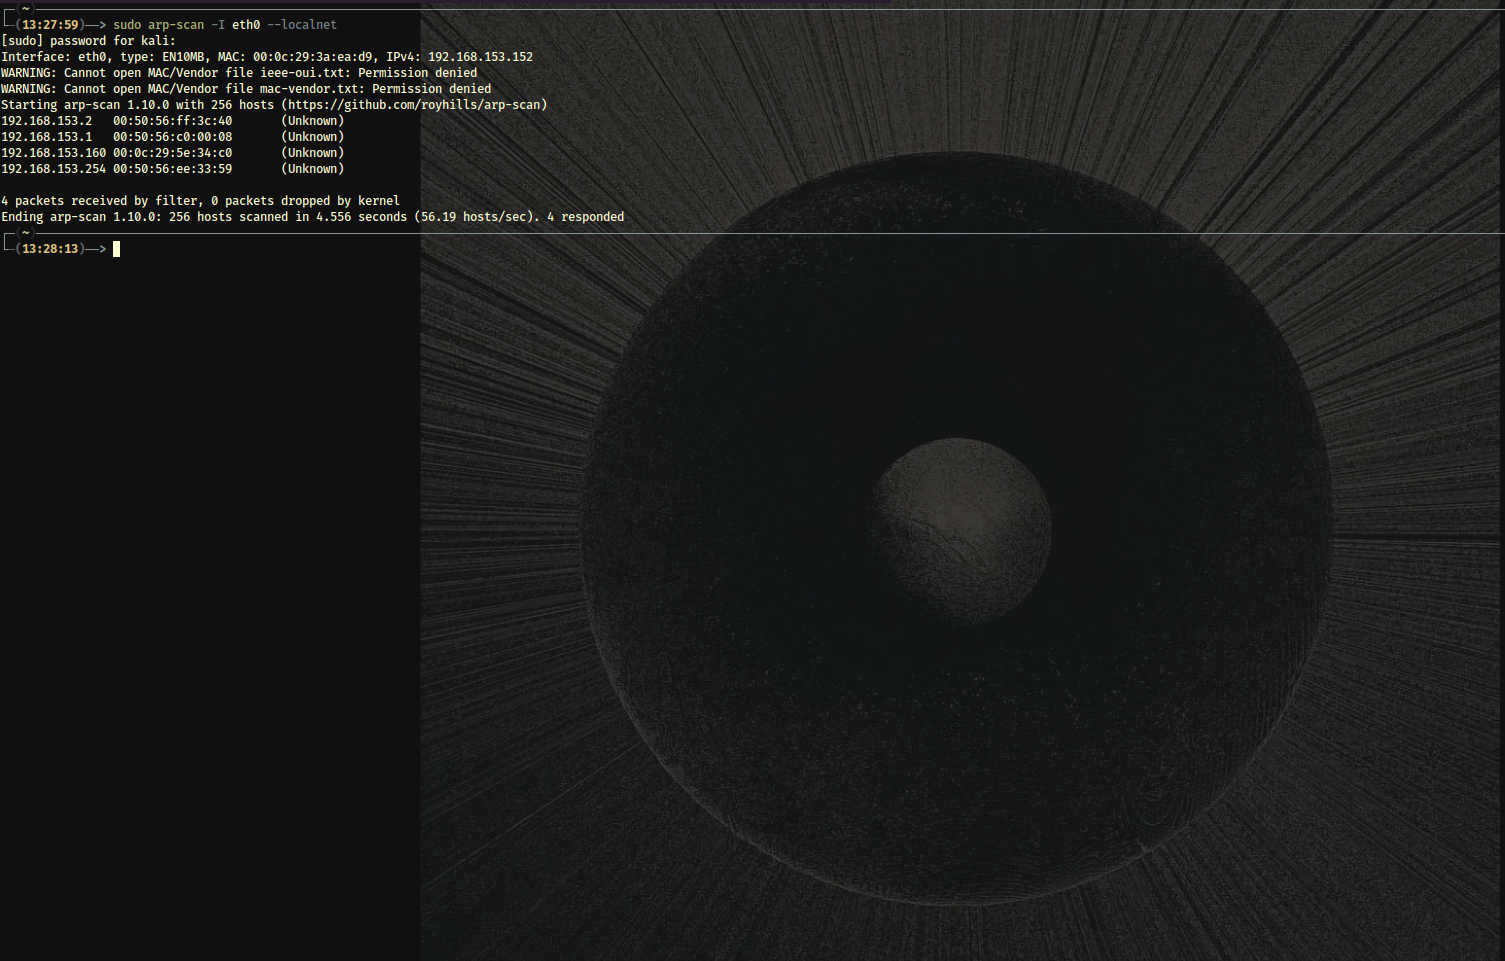 ~
(13:27:59)—> sudo arp-scan -I eth0 --localnet
[sudo] password for kali:
Interface: eth0, type: EN10MB, MAC: 00:0c:29:3a:ea:d9, IPv4: 192.168.153.152
WARNING: Cannot open MAC/Vendor file ieee-oui.txt: Permission denied
WARNING: Cannot open MAC/Vendor file mac-vendor.txt: Permission denied
Starting arp-scan 1.10.0 with 256 hosts (https://github.com/royhills/arp-scan)
192.168.153.2   00:50:56:ff:3c:40       (Unknown)
192.168.153.1   00:50:56:c0:00:08       (Unknown)
192.168.153.160 00:0c:29:5e:34:c0       (Unknown)
192.168.153.254 00:50:56:ee:33:59       (Unknown)
4 packets received by filter, 0 packets dropped by kernel
Ending arp-scan 1.10.0: 256 hosts scanned in 4.556 seconds (56.19 hosts/sec). 4 responded
~
(13:28:13)—>